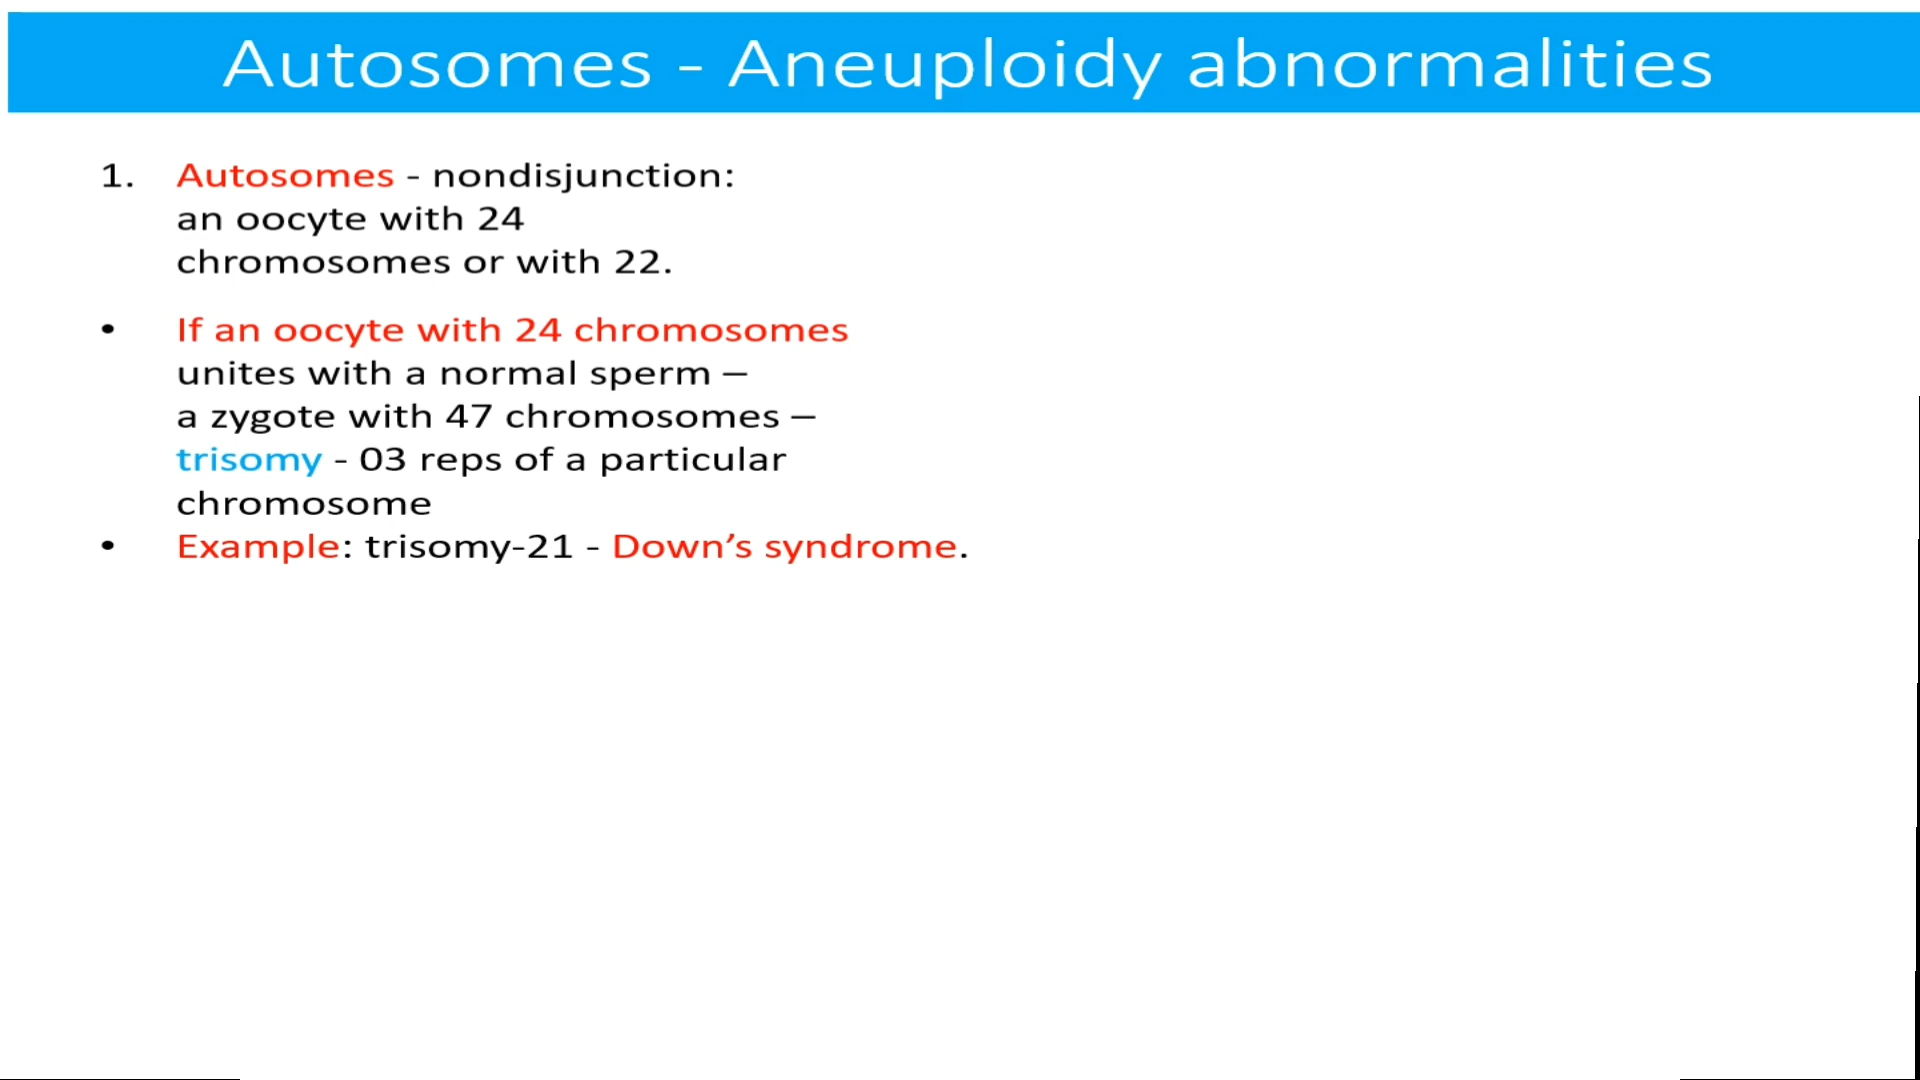 Autosomes - Aneuploidy abnormalities
1. Autosomes - nondisjunction:
an oocyte with 24
chromosomes or with 22.
• If an oocyte with 24 chromosomes
unites with a normal sperm –
a zygote with 47 chromosomes –
trisomy - 03 reps of a particular
chromosome
• Example: trisomy-21 - Down’s syndrome.